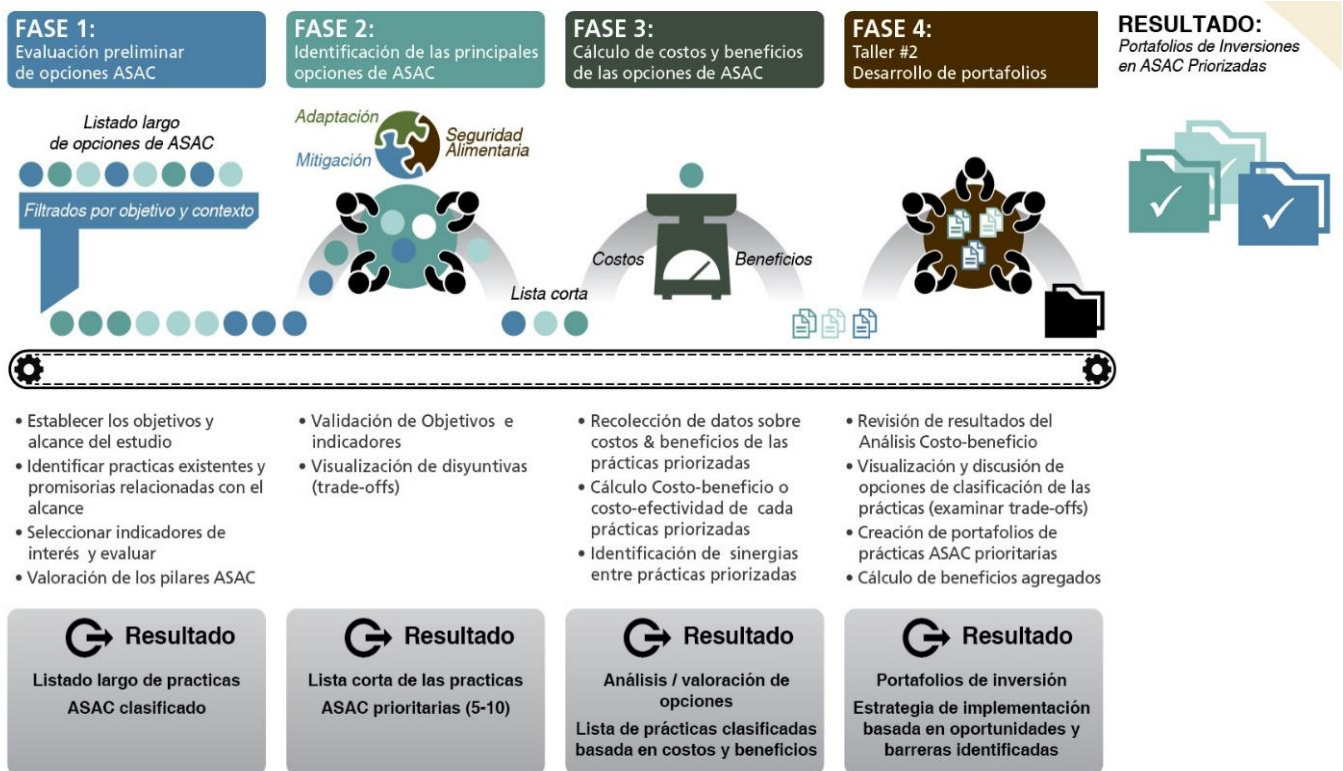 FASE 1:
Evaluación preliminar
de opciones ASAC
FASE 2:
Identificación de las principales
opciones de ASAC
FASE 3:
Cálculo de costos y beneficios
de las opciones de ASAC
FASE 4:
Taller #2
Desarrollo de portafolios
RESULTADO:
Portafolios de Inversiones
en ASAC Priorizadas
Listado largo
de opciones de ASAC
Filtrados por objetivo y contexto
Adaptación
Mitigación
Seguridad
Alimentaria
Lista corta
Costos
Beneficios
• Establecer los objetivos y
alcance del estudio
• Identificar practicas existentes y
promisorias relacionadas con el
alcance
• Seleccionar indicadores de
interés y evaluar
• Valoración de los pilares ASAC
• Validación de Objetivos e
indicadores
• Visualización de disyuntivas
(trade-offs)
• Recolección de datos sobre
costos & beneficios de las
prácticas priorizadas
• Cálculo Costo-beneficio o
costo-efectividad de cada
prácticas priorizadas
• Identificación de sinergias
entre prácticas priorizadas
• Revisión de resultados del
Análisis Costo-beneficio
• Visualización y discusión de
opciones de clasificación de las
prácticas (examinar trade-offs)
• Creación de portafolios de
prácticas ASAC prioritarias
• Cálculo de beneficios agregados
Resultado
Listado largo de practicas
ASAC clasificado
Resultado
Lista corta de las practicas
ASAC prioritarias (5-10)
Resultado
Análisis / valoración de
opciones
Lista de prácticas clasificadas
basada en costos y beneficios
Resultado
Portafolios de inversión
Estrategia de implementación
basada en oportunidades y
barreras identificadas